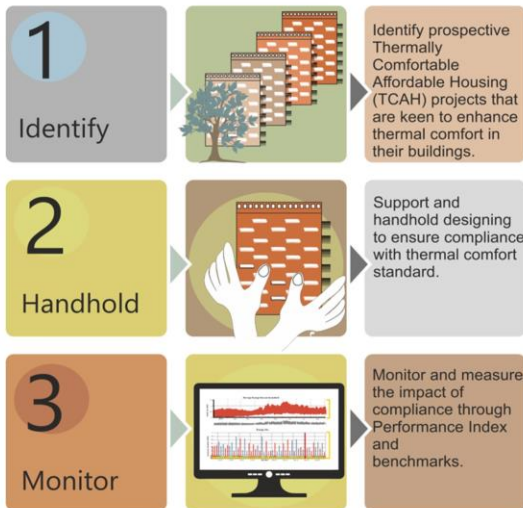 1
Identify
Identify prospective
Thermally
Comfortable
Affordable Housing
(TCAH) projects that
are keen to enhance
thermal comfort in
their buildings.
2
Handhold
Support and
handhold designing
to ensure compliance
with thermal comfort
standard.
3
Monitor
Monitor and measure
the impact of
compliance through
Performance Index
and
benchmarks.